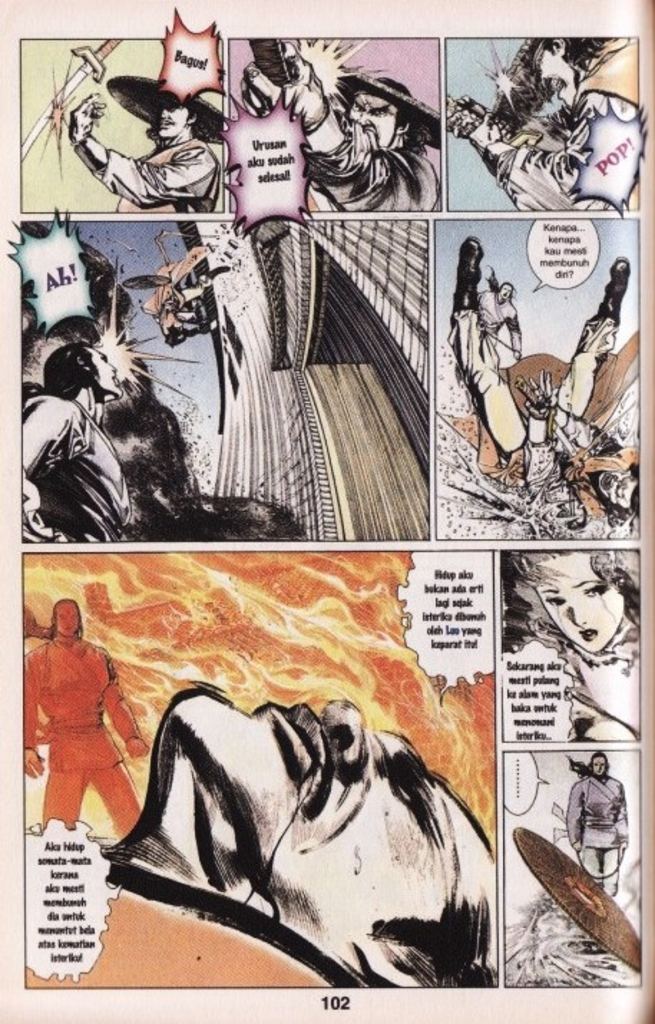 Bagus!
Urusan
aku sudah
selesai!
POP!
Ah!
Kenapa...
kenapa
kau mesti
membunuh
diri?
Hidup aku
bukan ada erti
lagi sejak
isteriku dibunuh
oleh Luo yang
keparat itu!
Aku hidup
semata-mata
kerana
aku mesti
membunuh
dia untuk
menuntut bela
atas kematian
isteriku!
Sekarang aku
mesti pulang
ke alam yang
baka untuk
menemani
isteriku..
........
102